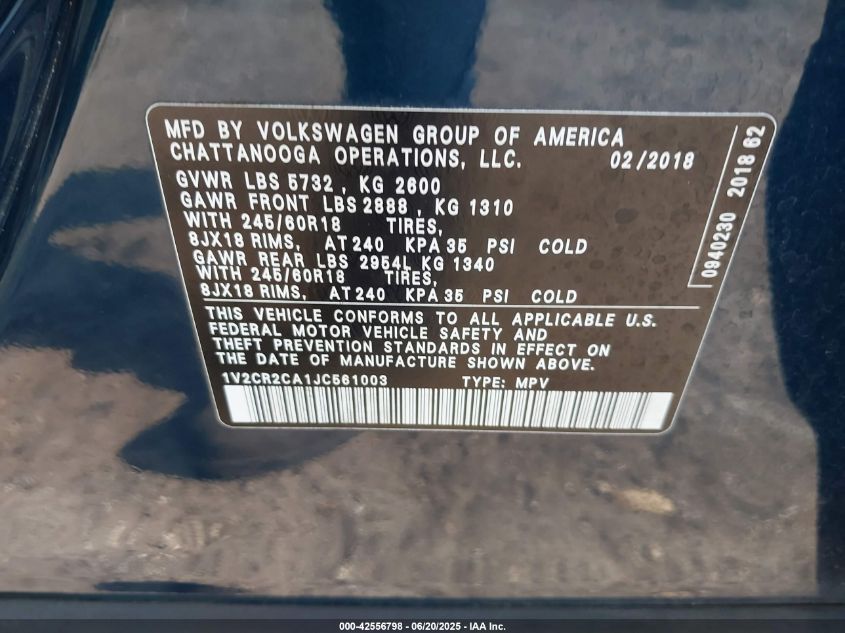 MFD BY VOLKSWAGEN GROUP OF AMERICA
CHATTANOOGA OPERATIONS, LLC. 02/2018
GVWR LBS 5732 , KG 2600
GAWR FRONT LBS 2888 , KG 1310
WITH 245/60R18 TIRES,
8JX18 RIMS, AT 240 KPA 35 PSI COLD
GAWR REAR LBS 2954L KG 1340
WITH 245/60R18 TIRES,
8JX18 RIMS, AT 240 KPA 35 PSI COLD
THIS VEHICLE CONFORMS TO ALL APPLICABLE U.S.
FEDERAL MOTOR VEHICLE SAFETY AND
THEFT PREVENTION STANDARDS IN EFFECT ON
THE DATE OF MANUFACTURE SHOWN ABOVE.
1V2CR2CA1JC561003 TYPE: MPV
0940230 2018 62
000-42556798 - 06/20/2025 - IAA Inc.